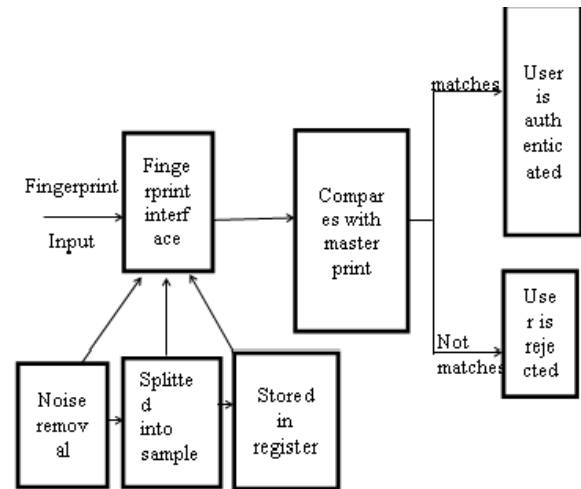 Fingerprint
Input
Finge
rprint
interf
ace
Compar
es with
master
print
matches
User
is
auth
entic
ated
Not
matches
Use
r is
reje
cted
Noise
remov
al
Splitte
d
into
sample
Stored
in
register